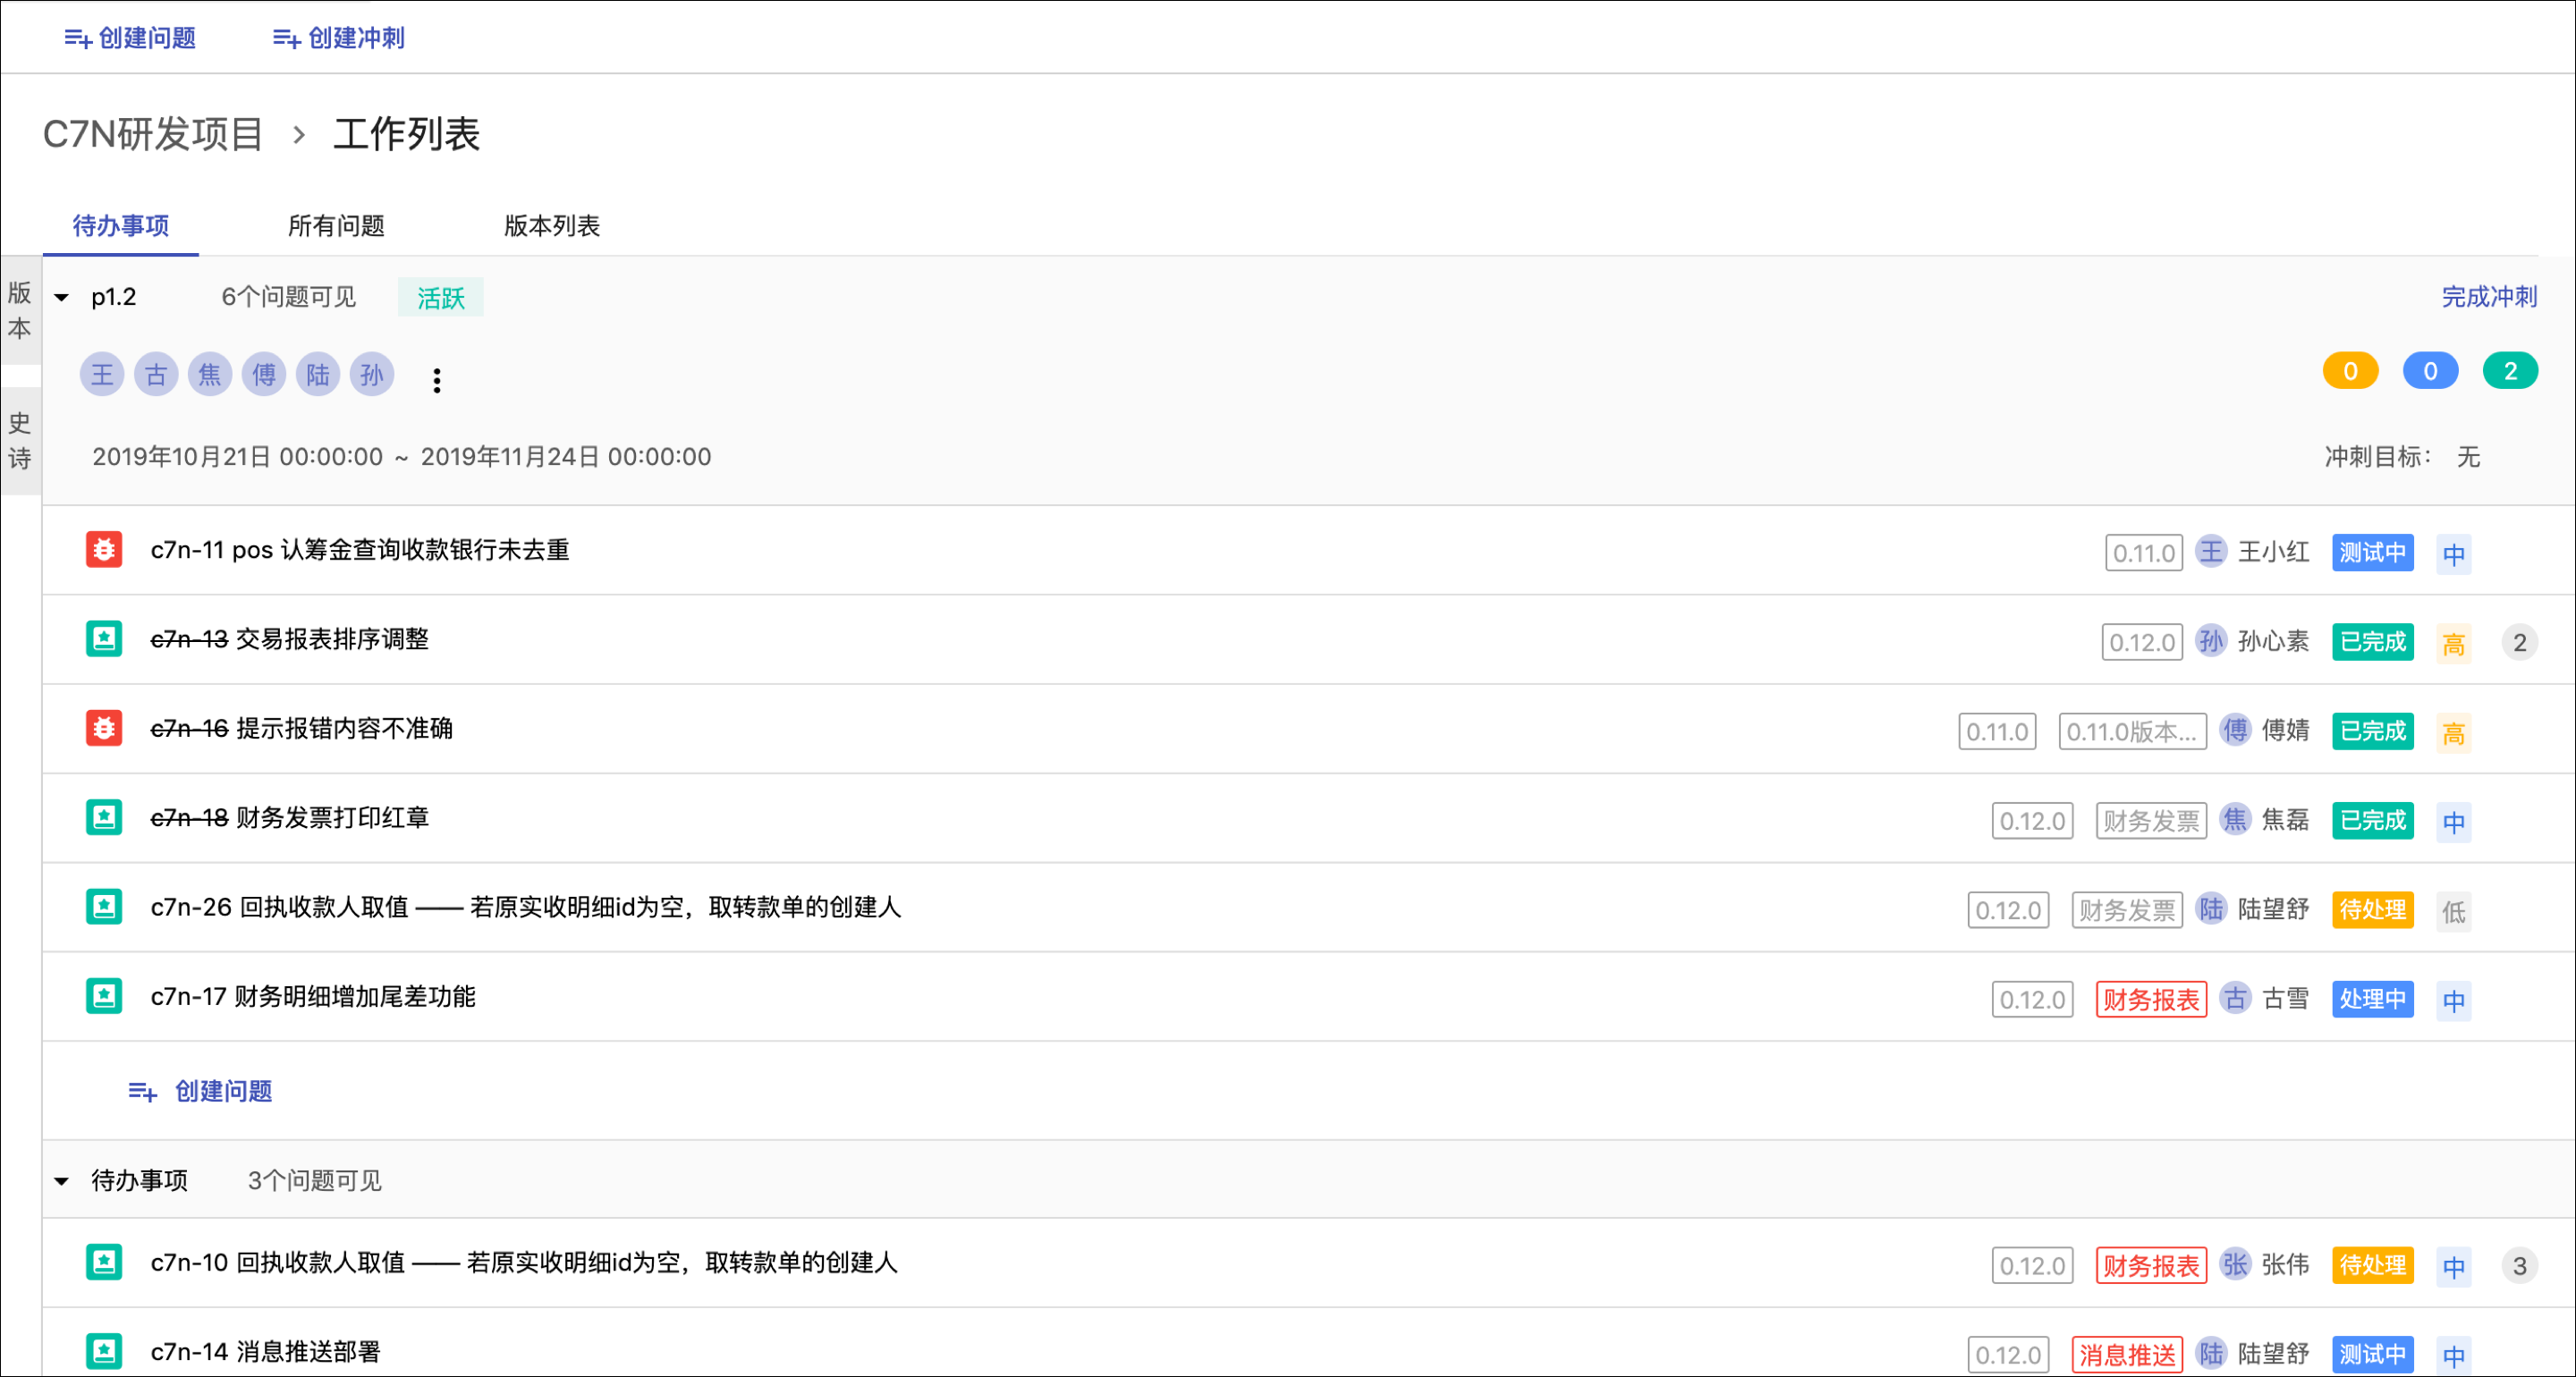 创建问题 创建冲刺
C7N研发项目 › 工作列表
待办事项 所有问题 版本列表
版本
史诗
p1.2 6个问题可见 活跃 完成冲刺
王 古 焦 傅 陆 孙 0 0 2
2019年10月21日 00:00:00 ~ 2019年11月24日 00:00:00 冲刺目标： 无
c7n-11 pos 认筹金查询收款银行未去重 0.11.0 王 王小红 测试中 中
c7n-13 交易报表排序调整 0.12.0 孙 孙心素 已完成 高 2
c7n-16 提示报错内容不准确 0.11.0 0.11.0版本... 傅 傅婧 已完成 高
c7n-18 财务发票打印红章 0.12.0 财务发票 焦 焦磊 已完成 中
c7n-26 回执收款人取值 —— 若原实收明细id为空，取转款单的创建人 0.12.0 财务发票 陆 陆望舒 待处理 低
c7n-17 财务明细增加尾差功能 0.12.0 财务报表 古 古雪 处理中 中
创建问题
待办事项 3个问题可见
c7n-10 回执收款人取值 —— 若原实收明细id为空，取转款单的创建人 0.12.0 财务报表 张 张伟 待处理 中 3
c7n-14 消息推送部署 0.12.0 消息推送 陆 陆望舒 测试中 中